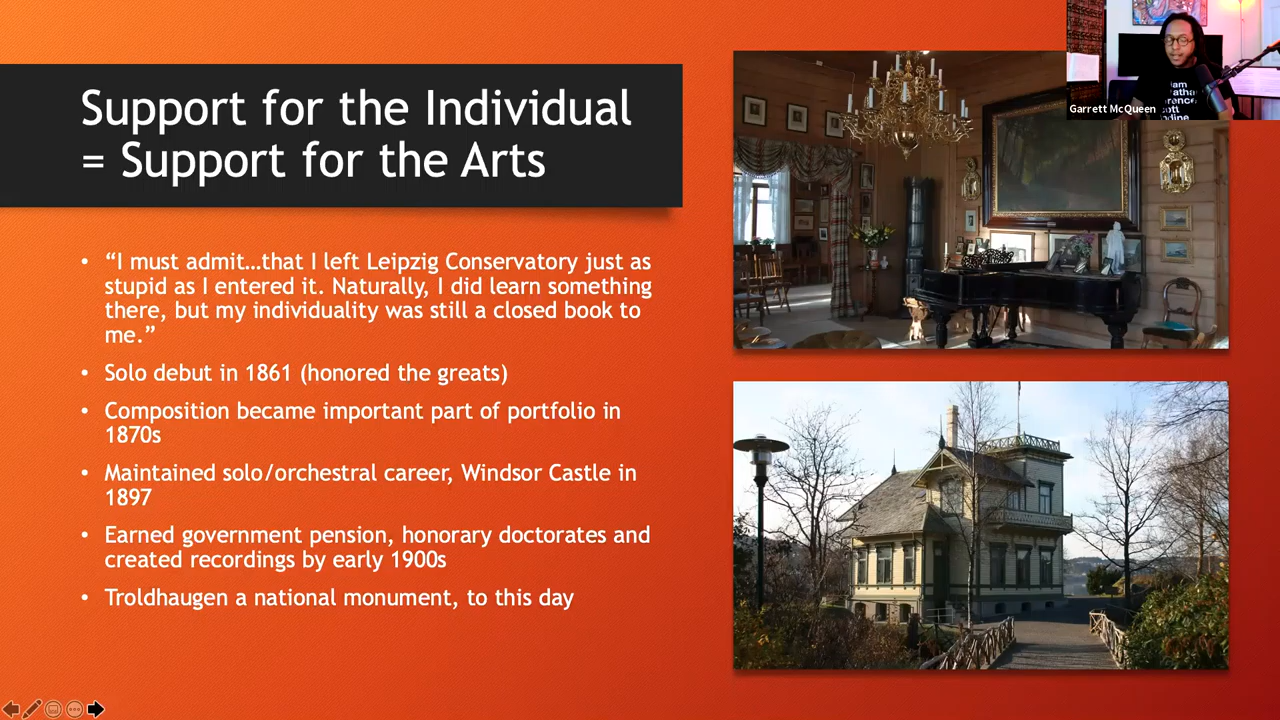 Support for the Individual
= Support for the Arts
• “I must admit…that I left Leipzig Conservatory just as
stupid as I entered it. Naturally, I did learn something
there, but my individuality was still a closed book to
me.”
• Solo debut in 1861 (honored the greats)
• Composition became important part of portfolio in
1870s
• Maintained solo/orchestral career, Windsor Castle in
1897
• Earned government pension, honorary doctorates and
created recordings by early 1900s
• Troldhaugen a national monument, to this day
Garrett McQueen